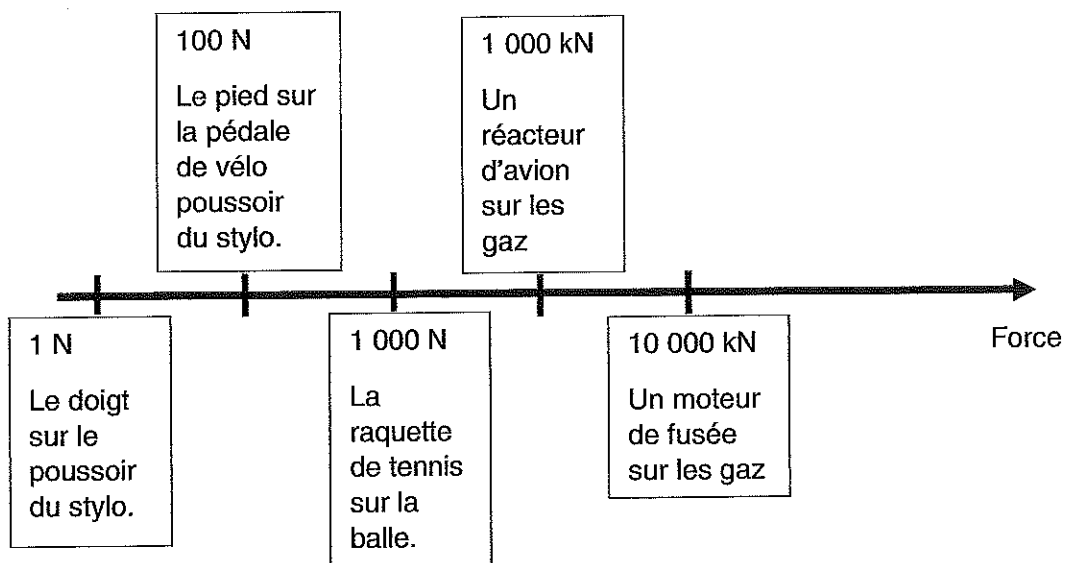 100 N
Le pied sur
la pédale
de vélo
poussoir
du stylo.
1 000 kN
Un
réacteur
d'avion
sur les
gaz
1 N
Le doigt
sur le
poussoir
du stylo.
1 000 N
La
raquette
de tennis
sur la
balle.
10 000 kN
Un moteur
de fusée
sur les gaz
Force